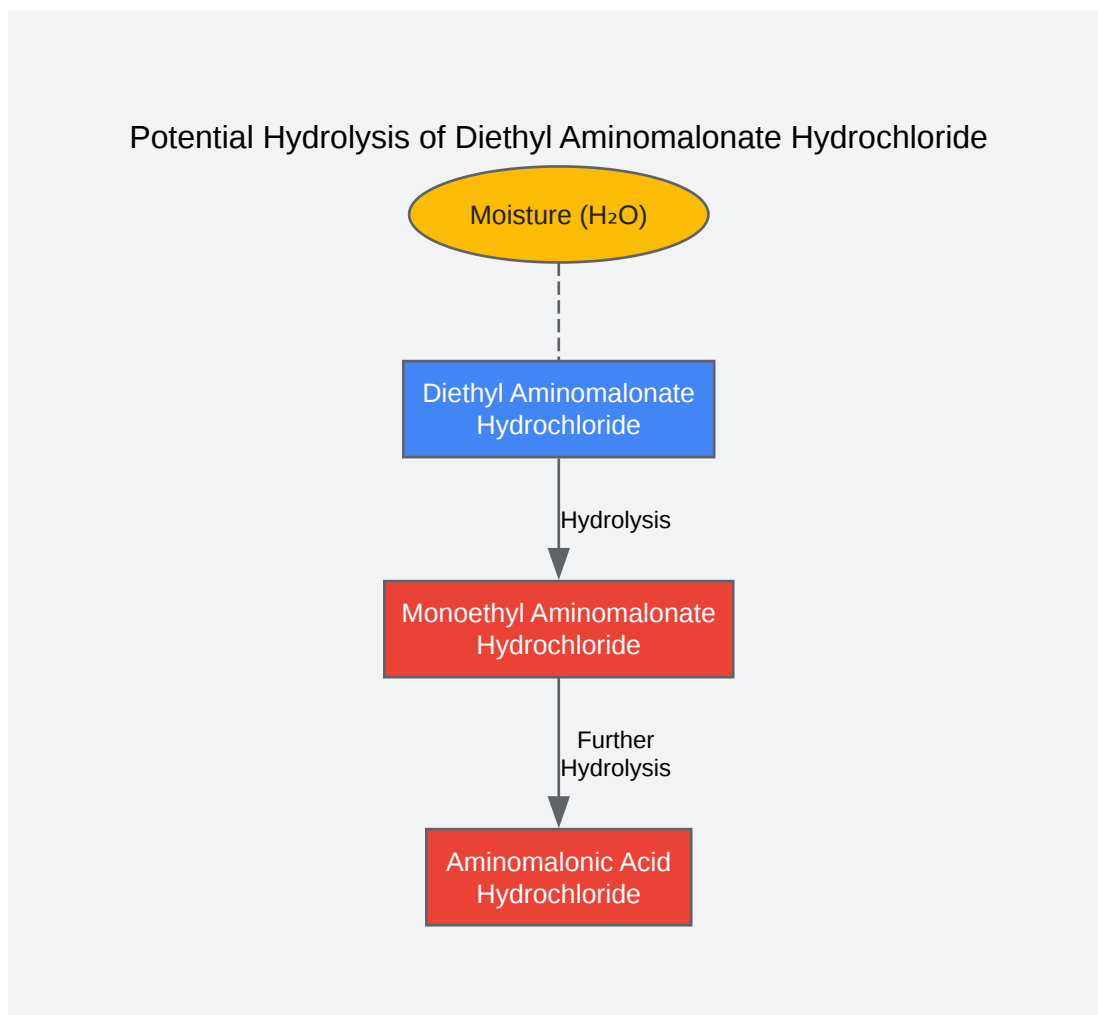 Potential Hydrolysis of Diethyl Aminomalonate Hydrochloride
Moisture (H₂O)
Diethyl Aminomalonate
Hydrochloride
Hydrolysis
Monoethyl Aminomalonate
Hydrochloride
Further
Hydrolysis
Aminomalonic Acid
Hydrochloride